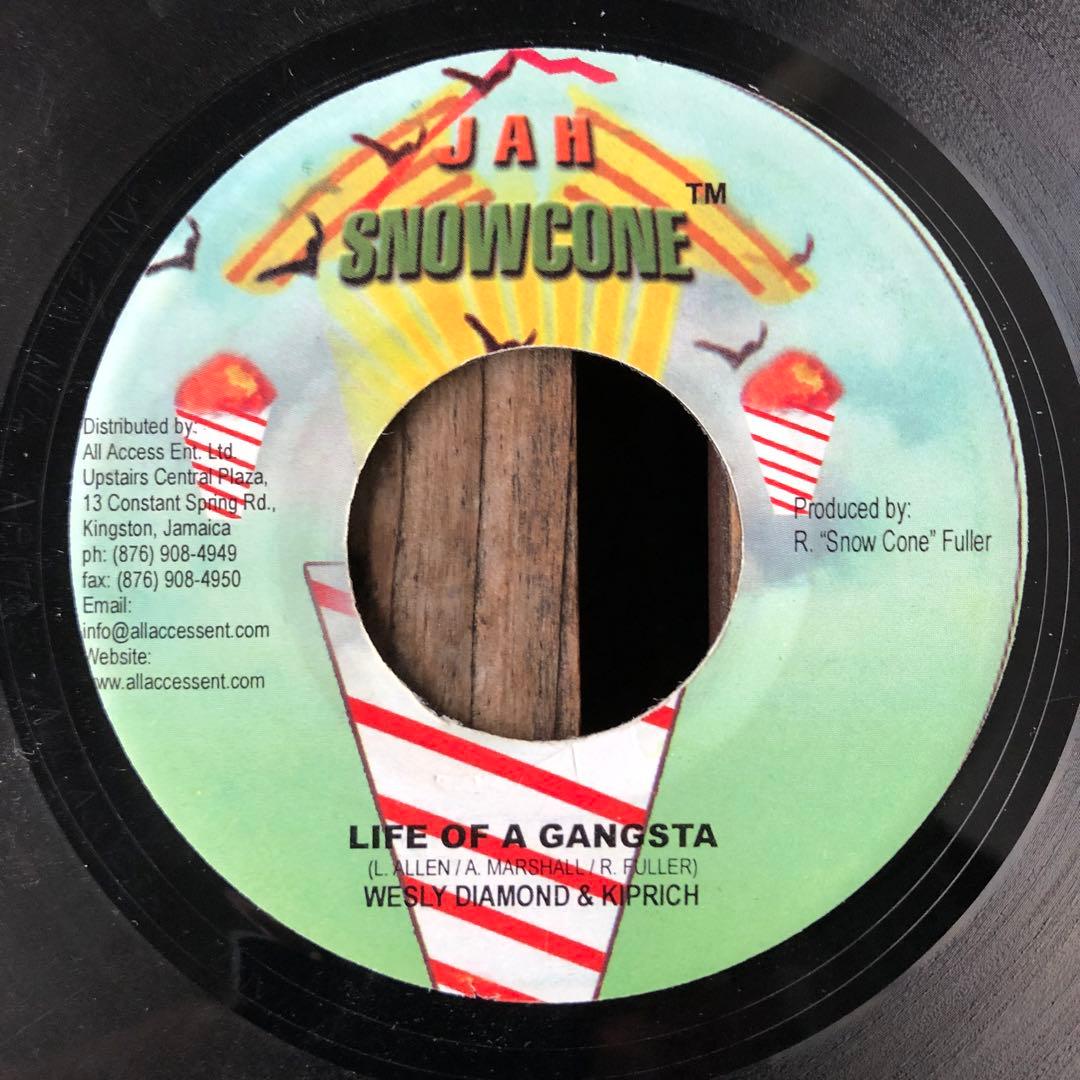 JAH
SNOWCONE™
Distributed by:
All Access Ent. Ltd.
Upstairs Central Plaza,
13 Constant Spring Rd.,
Kingston, Jamaica
ph: (876) 908-4949
fax: (876) 908-4950
Email:
info@allaccessent.com
Website:
www.allaccessent.com
Produced by:
R. “Snow Cone” Fuller
LIFE OF A GANGSTA
(L. ALLEN / A. MARSHALL / R. FULLER)
WESLY DIAMOND & KIPRICH